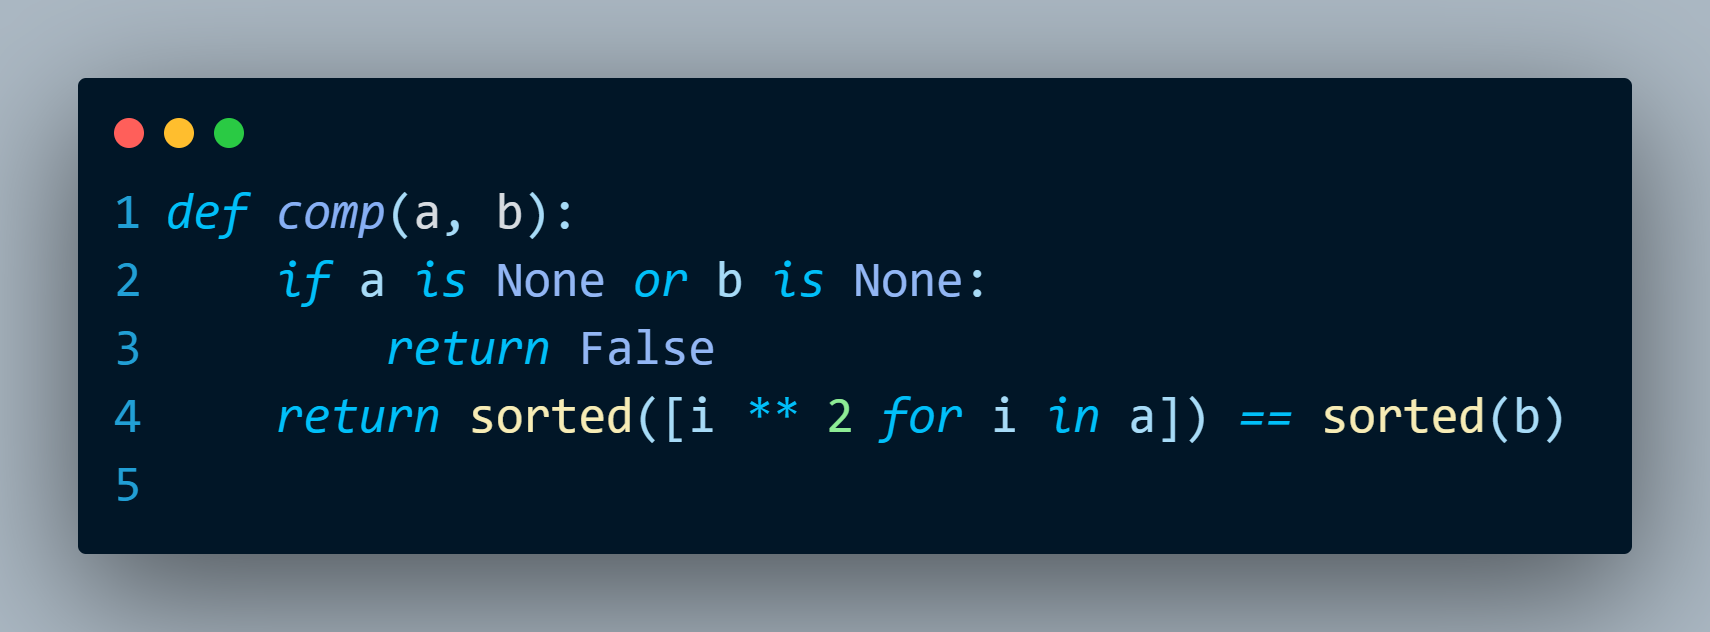 1 def comp(a, b):
2     if a is None or b is None:
3         return False
4     return sorted([i ** 2 for i in a]) == sorted(b)
5